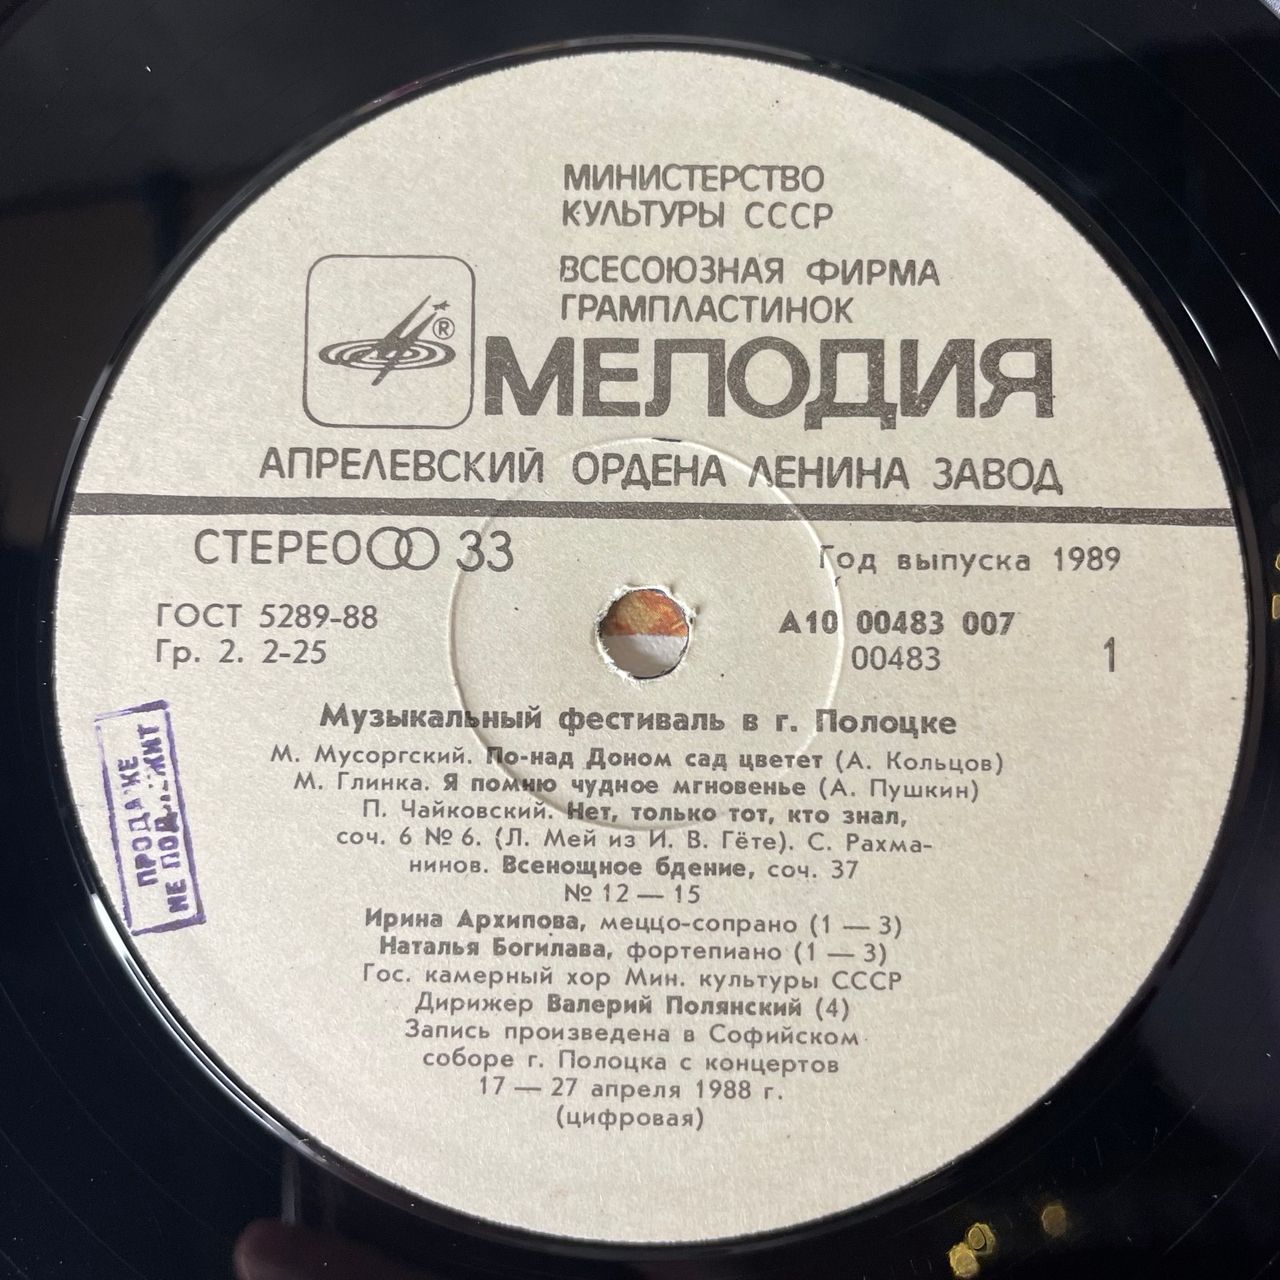 МИНИСТЕРСТВО
КУЛЬТУРЫ СССР
ВСЕСОЮЗНАЯ ФИРМА
ГРАМПЛАСТИНОК
®
МЕЛОДИЯ
АПРЕЛЕВСКИЙ ОРДЕНА ЛЕНИНА ЗАВОД
СТЕРЕО 33
Год выпуска 1989
ГОСТ 5289-88
Гр. 2. 2-25
А10 00483 007
00483
1
Музыкальный фестиваль в г. Полоцке
М. Мусоргский. По-над Доном сад цветет (А. Кольцов)
М. Глинка. Я помню чудное мгновенье (А. Пушкин)
П. Чайковский. Нет, только тот, кто знал,
соч. 6 № 6. (Л. Мей из И. В. Гёте). С. Рахма-
нинов. Всенощное бдение, соч. 37
№ 12 — 15
Ирина Архипова, меццо-сопрано (1 — 3)
Наталья Богилава, фортепиано (1 — 3)
Гос. камерный хор Мин. культуры СССР
Дирижер Валерий Полянский (4)
Запись произведена в Софийском
соборе г. Полоцка с концертов
17 — 27 апреля 1988 г.
(цифровая)
ПРОДАЖЕ
НЕ ПОДЛЕЖИТ